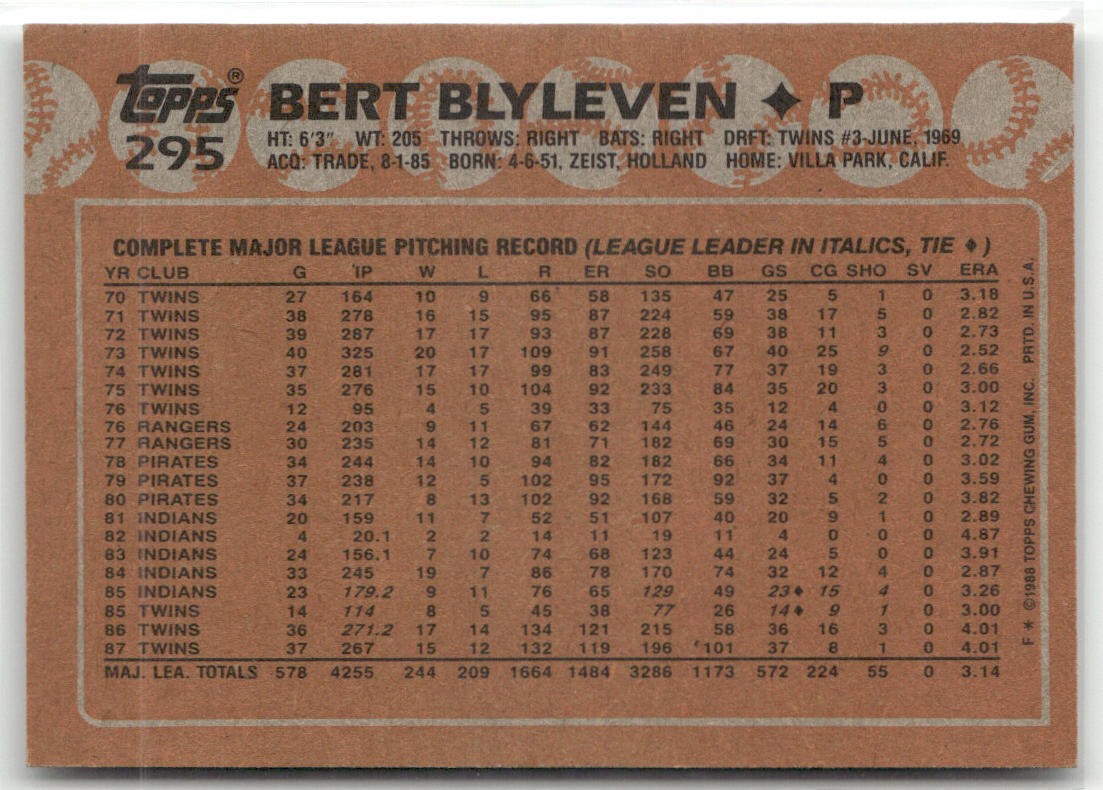 Topps® BERT BLYLEVEN ♦ P
295
HT: 6'3" WT: 205 THROWS: RIGHT BATS: RIGHT DRFT: TWINS #3-JUNE, 1969
ACQ: TRADE, 8-1-85 BORN: 4-6-51, ZEIST, HOLLAND HOME: VILLA PARK, CALIF.
COMPLETE MAJOR LEAGUE PITCHING RECORD (LEAGUE LEADER IN ITALICS, TIE ♦)
YR CLUB G IP W L R ER SO BB GS CG SHO SV ERA
70 TWINS 27 164 10 9 66 58 135 47 25 5 1 0 3.18
71 TWINS 38 278 16 15 95 87 224 59 38 17 5 0 2.82
72 TWINS 39 287 17 17 93 87 228 69 38 11 3 0 2.73
73 TWINS 40 325 20 17 109 91 258 67 40 25 9 0 2.52
74 TWINS 37 281 17 17 99 83 249 77 37 19 3 0 2.66
75 TWINS 35 276 15 10 104 92 233 84 35 20 3 0 3.00
76 TWINS 12 95 4 5 39 33 75 35 12 4 0 0 3.12
76 RANGERS 24 203 9 11 67 62 144 46 24 14 6 0 2.76
77 RANGERS 30 235 14 12 81 71 182 69 30 15 5 0 2.72
78 PIRATES 34 244 14 10 94 82 182 66 34 11 4 0 3.02
79 PIRATES 37 238 12 5 102 95 172 92 37 4 0 0 3.59
80 PIRATES 34 217 8 13 102 92 168 59 32 5 2 0 3.82
81 INDIANS 20 159 11 7 52 51 107 40 20 9 1 0 2.89
82 INDIANS 4 20.1 2 2 14 11 19 11 4 0 0 0 4.87
83 INDIANS 24 156.1 7 10 74 68 123 44 24 5 0 0 3.91
84 INDIANS 33 245 19 7 86 78 170 74 32 12 4 0 2.87
85 INDIANS 23 179.2 9 11 76 65 129 49 23♦ 15 4 0 3.26
85 TWINS 14 114 8 5 45 38 77 26 14♦ 9 1 0 3.00
86 TWINS 36 271.2 17 14 134 121 215 58 36 16 3 0 4.01
87 TWINS 37 267 15 12 132 119 196 101 37 8 1 0 4.01
MAJ. LEA. TOTALS 578 4255 244 209 1664 1484 3286 1173 572 224 55 0 3.14
F * ©1988 TOPPS CHEWING GUM, INC. PRTD. IN U.S.A.